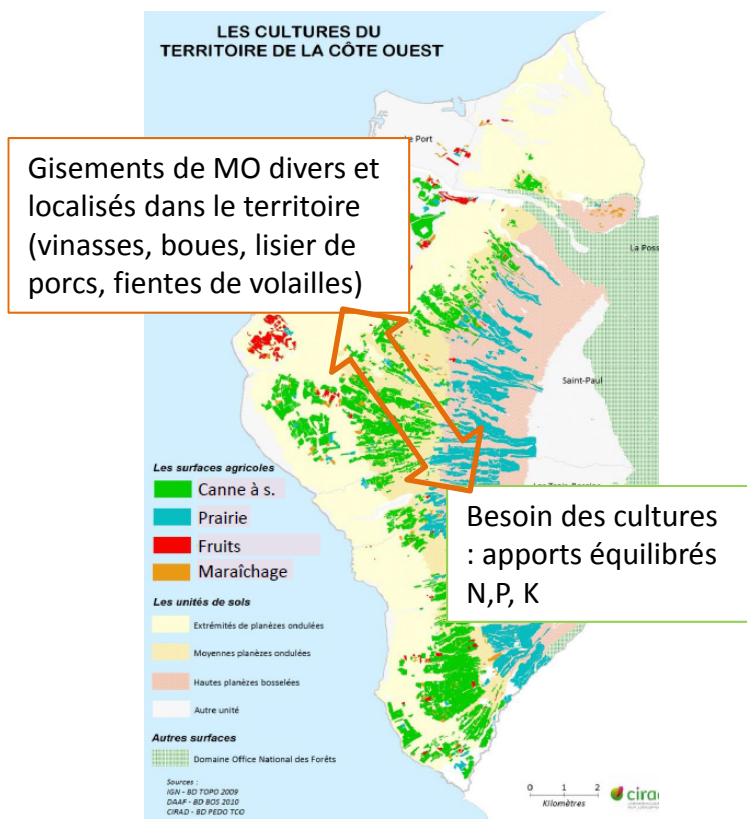 LES CULTURES DU
TERRITOIRE DE LA CÔTE OUEST
Port
Gisements de MO divers et
localisés dans le territoire
(vinasses, boues, lisier de
porcs, fientes de volailles)
La Poss
Saint-Paul
Besoin des cultures
: apports équilibrés
N,P, K
Les surfaces agricoles
Canne à s.
Prairie
Fruits
Maraîchage
Les unités de sols
Extrémités de planèzes ondulées
Moyennes planèzes ondulées
Hautes planèzes bosselées
Autre unité
Autres surfaces
Domaine Office National des Forêts
Sources :
IGN - BD TOPO 2009
DAAF - BD BOS 2010
CIRAD - BD PEDO TCO
0 1 2
Kilomètres
cirad